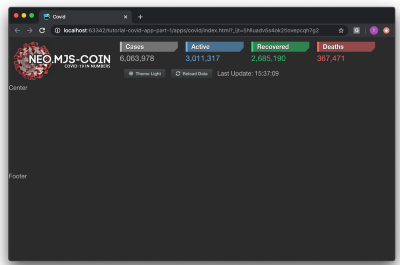 Covid
localhost:63342/tutorial-covid-app-part-1/apps/covid/index.html?_ijt=
NEO.MJS-COIN
COVID-19 IN NUMBERS
Cases
6,063,978
Active
3,011,317
Recovered
2,685,190
Deaths
367,471
Theme Light
Reload Data
Last Update: 15:37:09
Center
Footer